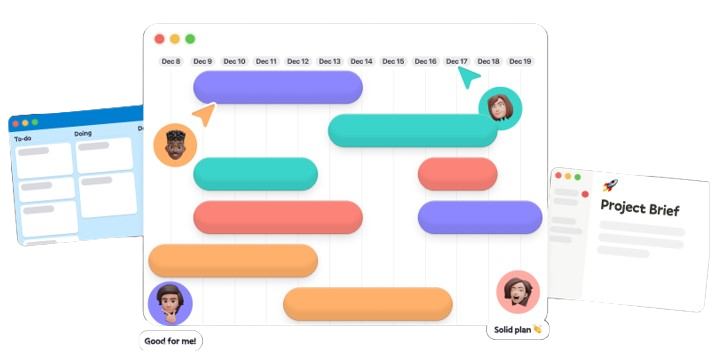 Dec 8 Dec 9 Dec 10 Dec 11 Dec 12 Dec 13 Dec 14 Dec 15 Dec 16 Dec 17 Dec 18 Dec 19
To-do Doing
Project Brief
Good for me!
Solid plan 👏